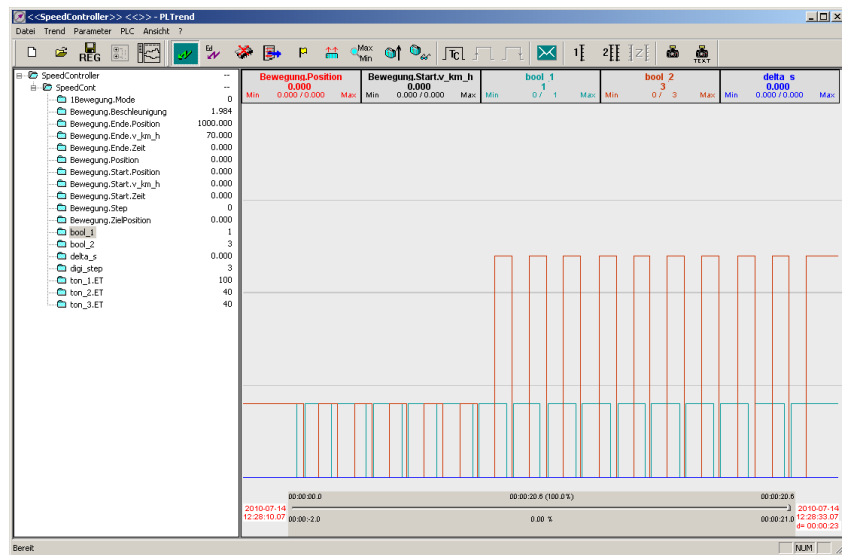 <<SpeedController>> <<>> - PLTrend
Datei Trend Parameter PLC Ansicht ?
REG Ed Max Min TC 1 2 TEXT
SpeedController --
SpeedCont --
1Bewegung.Mode 0
Bewegung.Beschleunigung 1.984
Bewegung.Ende.Position 1000.000
Bewegung.Ende.v_km_h 70.000
Bewegung.Ende.Zeit 0.000
Bewegung.Position 0.000
Bewegung.Start.Position 0.000
Bewegung.Start.v_km_h 0.000
Bewegung.Start.Zeit 0.000
Bewegung.Step 0
Bewegung.ZielPosition 0.000
bool_1 1
bool_2 3
delta_s 0.000
digi_step 3
ton_1.ET 100
ton_2.ET 40
ton_3.ET 40
Bewegung.Position Bewegung.Start.v_km_h bool_1 bool_2 delta_s
0.000 0.000 1 3 0.000
Min 0.000 / 0.000 Max Min 0.000 / 0.000 Max Min 0 / 1 Max Min 0 / 3 Max Min 0.000 / 0.000 Max
00:00:00.0 00:00:20.6 (100.0%) 00:00:20.6
2010-07-14 2010-07-14
12:28:10.07 00:00:-2.0 0.00 % 00:00:21.0 12:28:33.07
d= 00:00:23
Bereit NUM